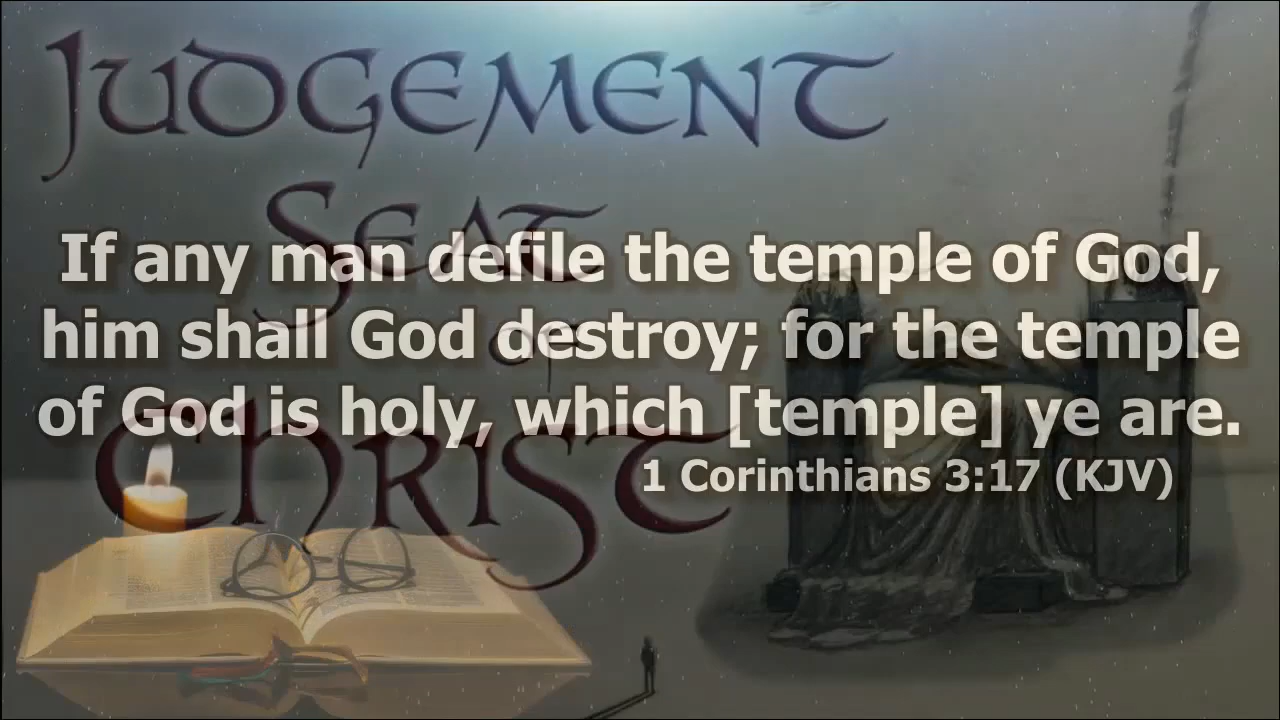 JUDGEMENT
SEAT
OF
CHRIST
If any man defile the temple of God,
him shall God destroy; for the temple
of God is holy, which [temple] ye are.
1 Corinthians 3:17 (KJV)